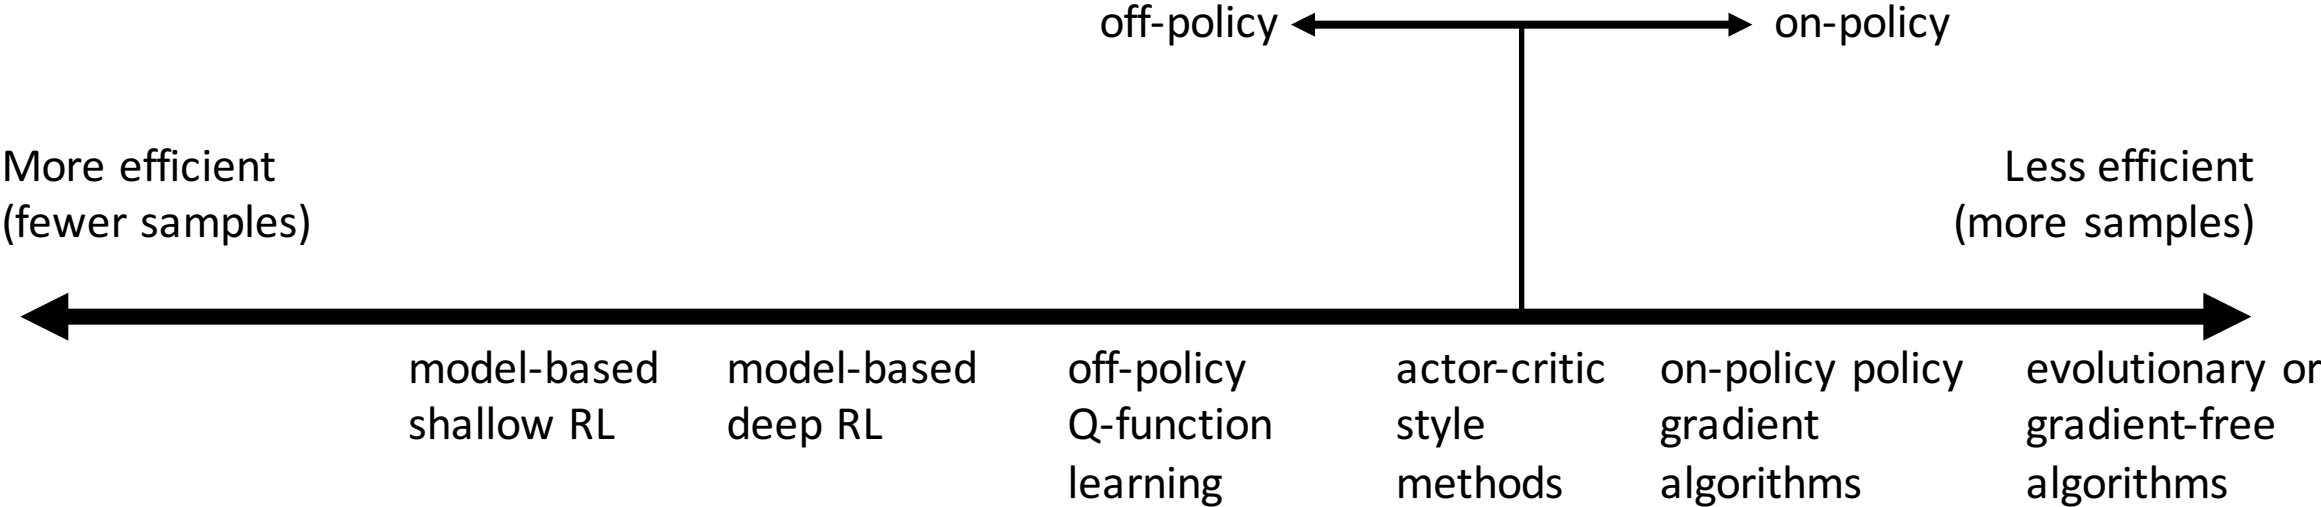 off-policy
on-policy
More efficient
(fewer samples)
Less efficient
(more samples)
model-based
shallow RL
model-based
deep RL
off-policy
Q-function
learning
actor-critic
style
methods
on-policy policy
gradient
algorithms
evolutionary or
gradient-free
algorithms